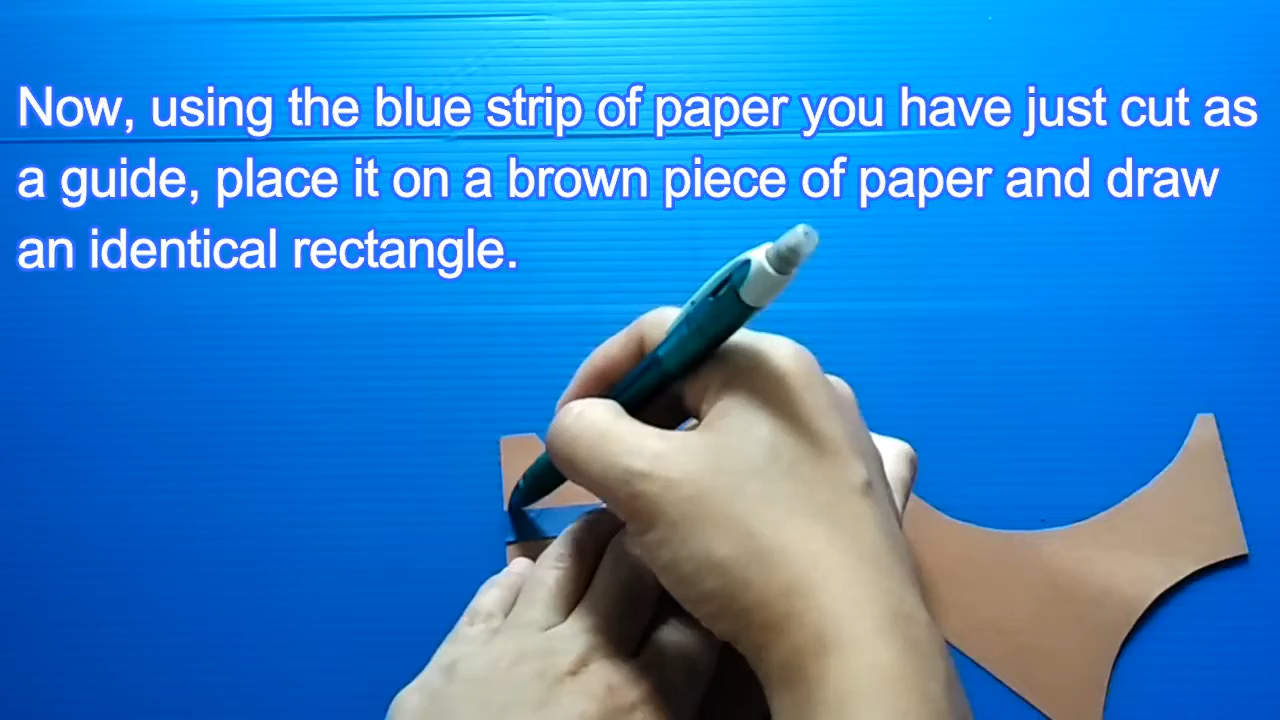 Now, using the blue strip of paper you have just cut as
a guide, place it on a brown piece of paper and draw
an identical rectangle.